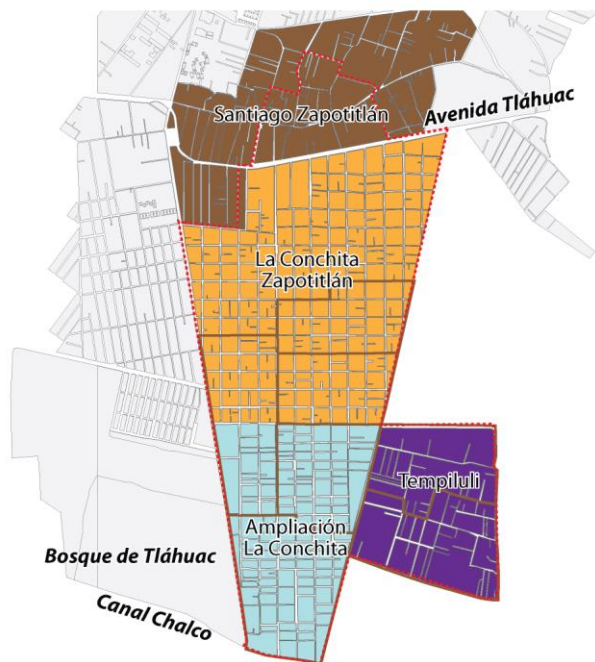 Santiago Zapotitlán
Avenida Tláhuac
La Conchita
Zapotitlán
Tempiluli
Ampliación
La Conchita
Bosque de Tláhuac
Canal Chalco